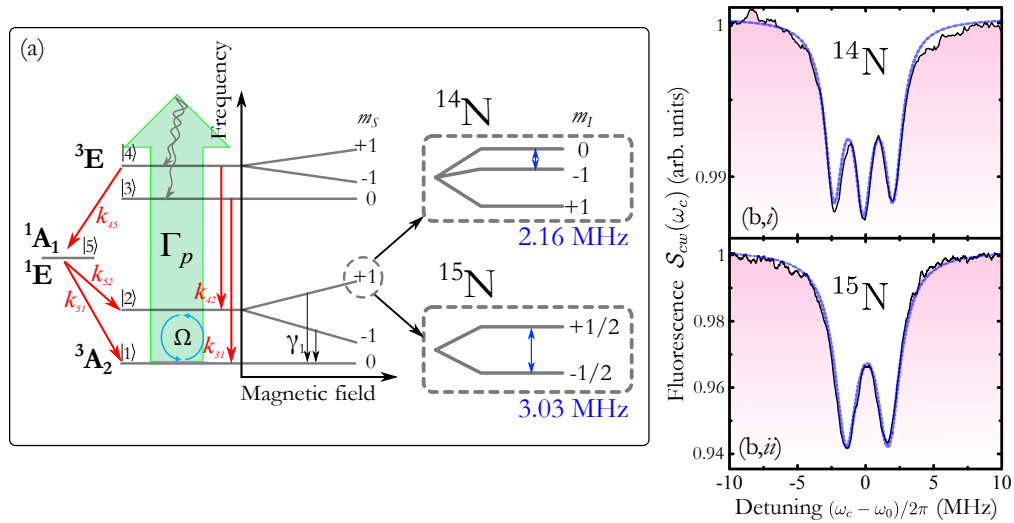 (a)
Frequency
m_S
+1
-1
0
³E
|4⟩
|3⟩
k₄₅
¹A₁
¹E
|5⟩
Γ_p
k₅₂
k₅₁
|2⟩
k₄₂
+1
Ω
γ₁
-1
³A₂
|1⟩
k₃₁
0
Magnetic field
¹⁴N
m_I
0
-1
+1
2.16 MHz
¹⁵N
+1/2
-1/2
3.03 MHz
Fluorescence 𝒮_cw(ω_c) (arb. units)
1
0.99
¹⁴N
(b,i)
1
0.98
0.96
0.94
¹⁵N
(b,ii)
-10
-5
0
5
10
Detuning (ω_c − ω₀)/2π (MHz)